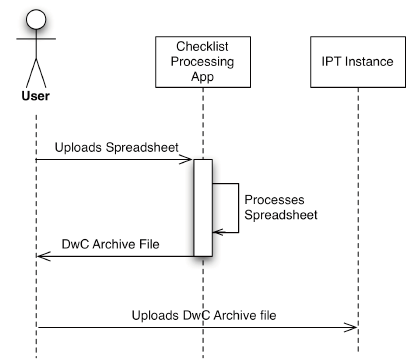 Checklist
Processing
App
IPT Instance
User
Uploads Spreadsheet
Processes
Spreadsheet
DwC Archive File
Uploads DwC Archive file